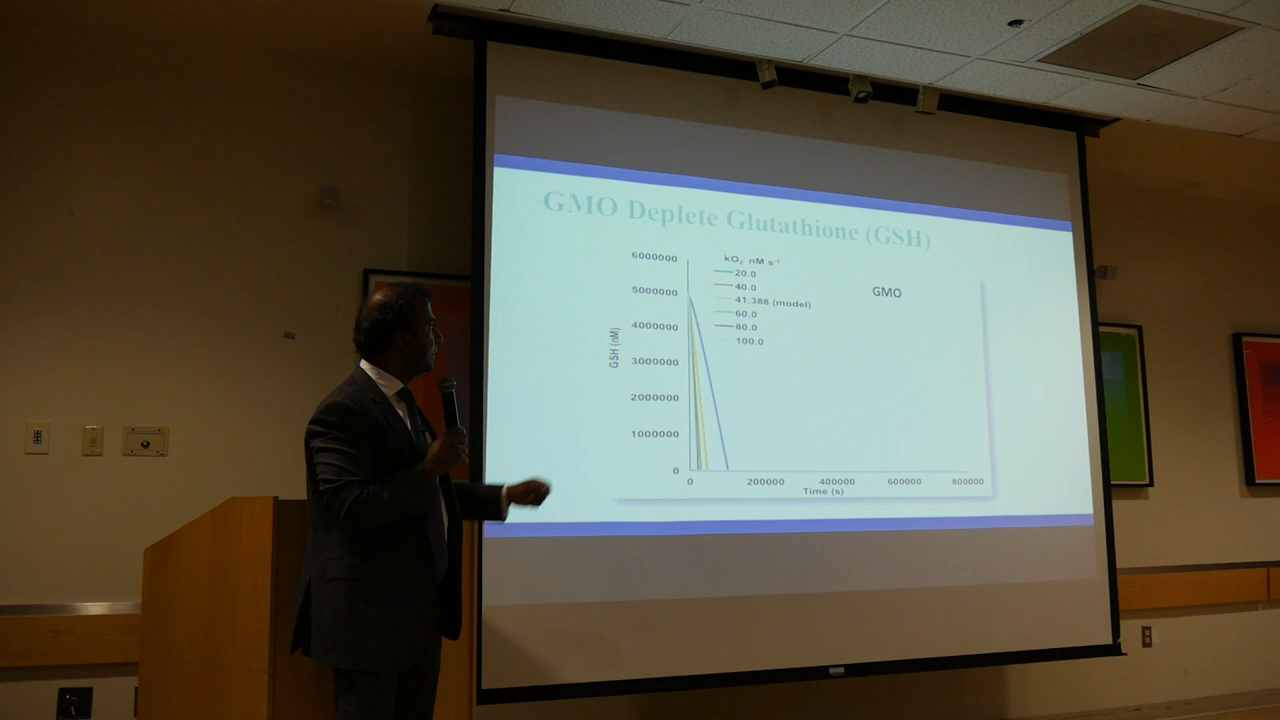 GMO Deplete Glutathione (GSH)
kO₂⁻ nM s⁻¹
20.0
40.0
41.388 (model)
60.0
80.0
100.0
GMO
GSH (nM)
6000000
5000000
4000000
3000000
2000000
1000000
0
0 200000 400000 600000 800000
Time (s)